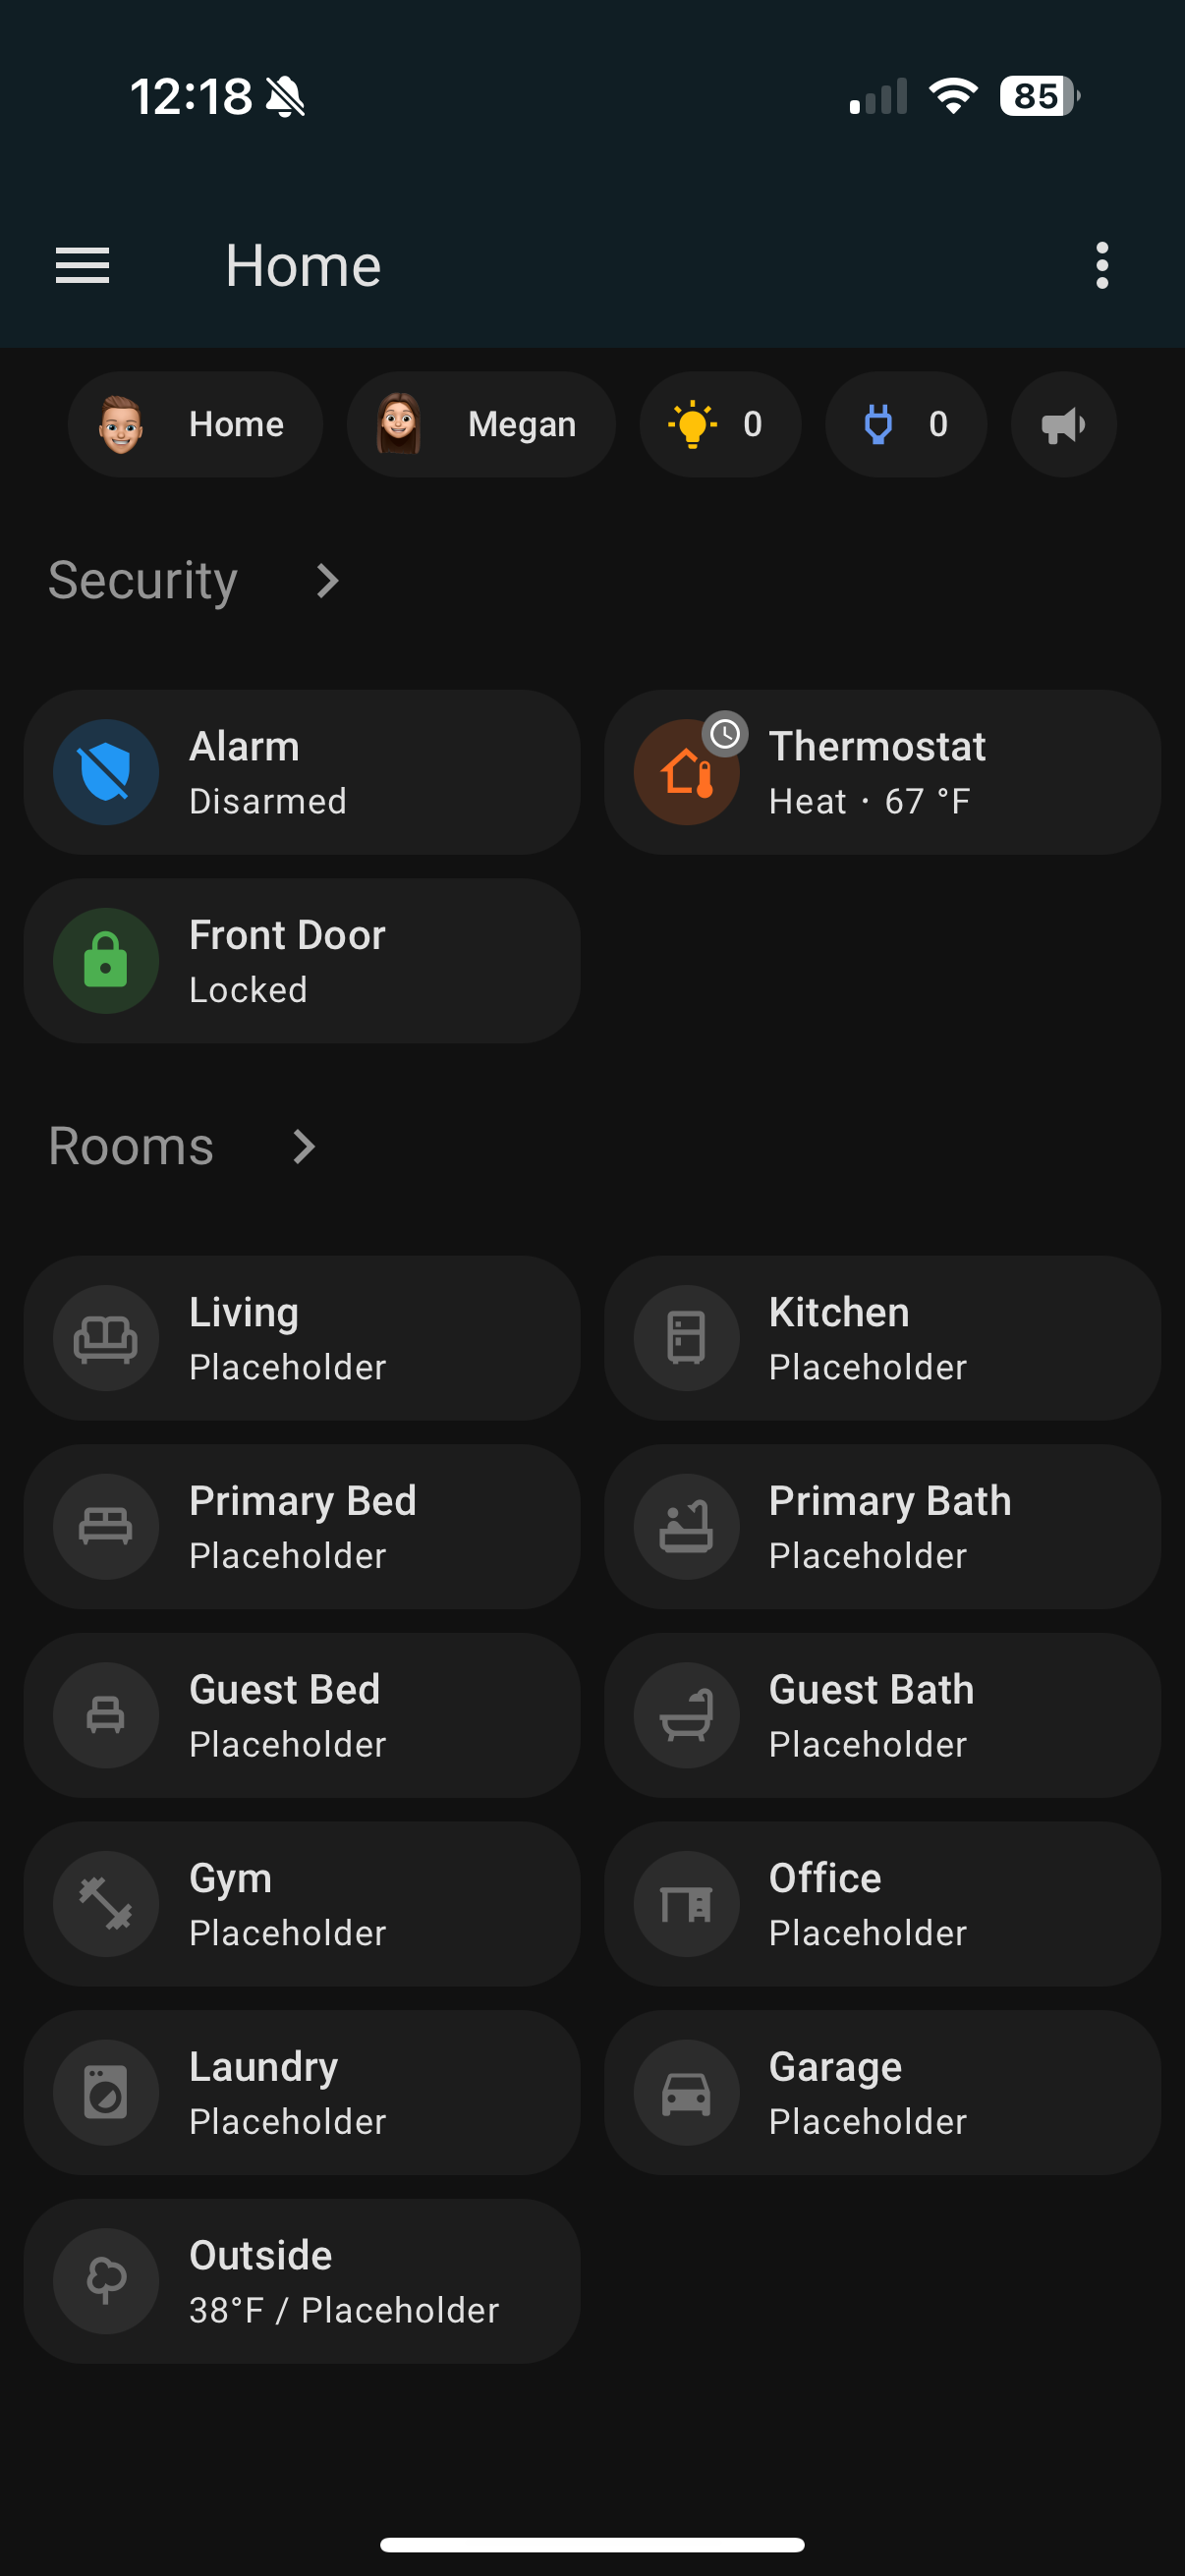 12:18
85
Home
Home
Megan
0
0
Security
Alarm
Disarmed
Thermostat
Heat · 67 °F
Front Door
Locked
Rooms
Living
Placeholder
Kitchen
Placeholder
Primary Bed
Placeholder
Primary Bath
Placeholder
Guest Bed
Placeholder
Guest Bath
Placeholder
Gym
Placeholder
Office
Placeholder
Laundry
Placeholder
Garage
Placeholder
Outside
38°F / Placeholder